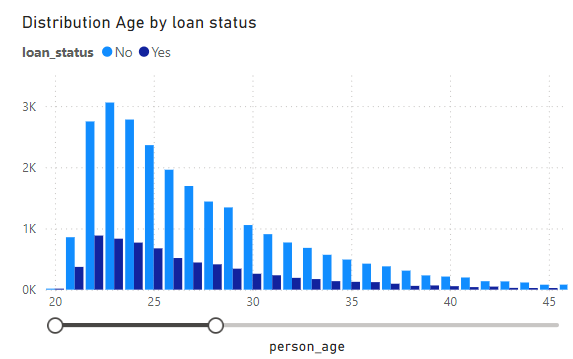 Distribution Age by loan status
loan_status No Yes
3K
2K
1K
0K
20 25 30 35 40 45
person_age